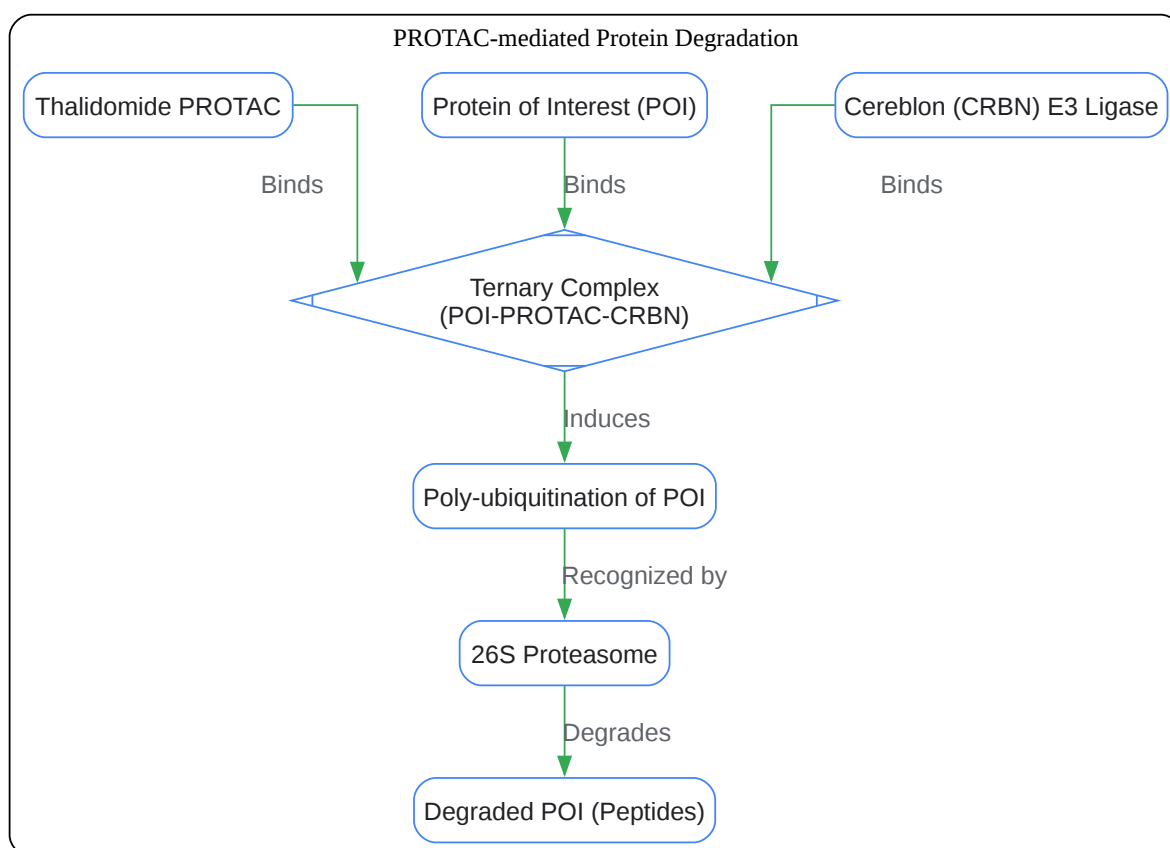 PROTAC-mediated Protein Degradation
Thalidomide PROTAC
Protein of Interest (POI)
Cereblon (CRBN) E3 Ligase
Binds
Binds
Binds
Ternary Complex
(POI-PROTAC-CRBN)
Induces
Poly-ubiquitination of POI
Recognized by
26S Proteasome
Degrades
Degraded POI (Peptides)